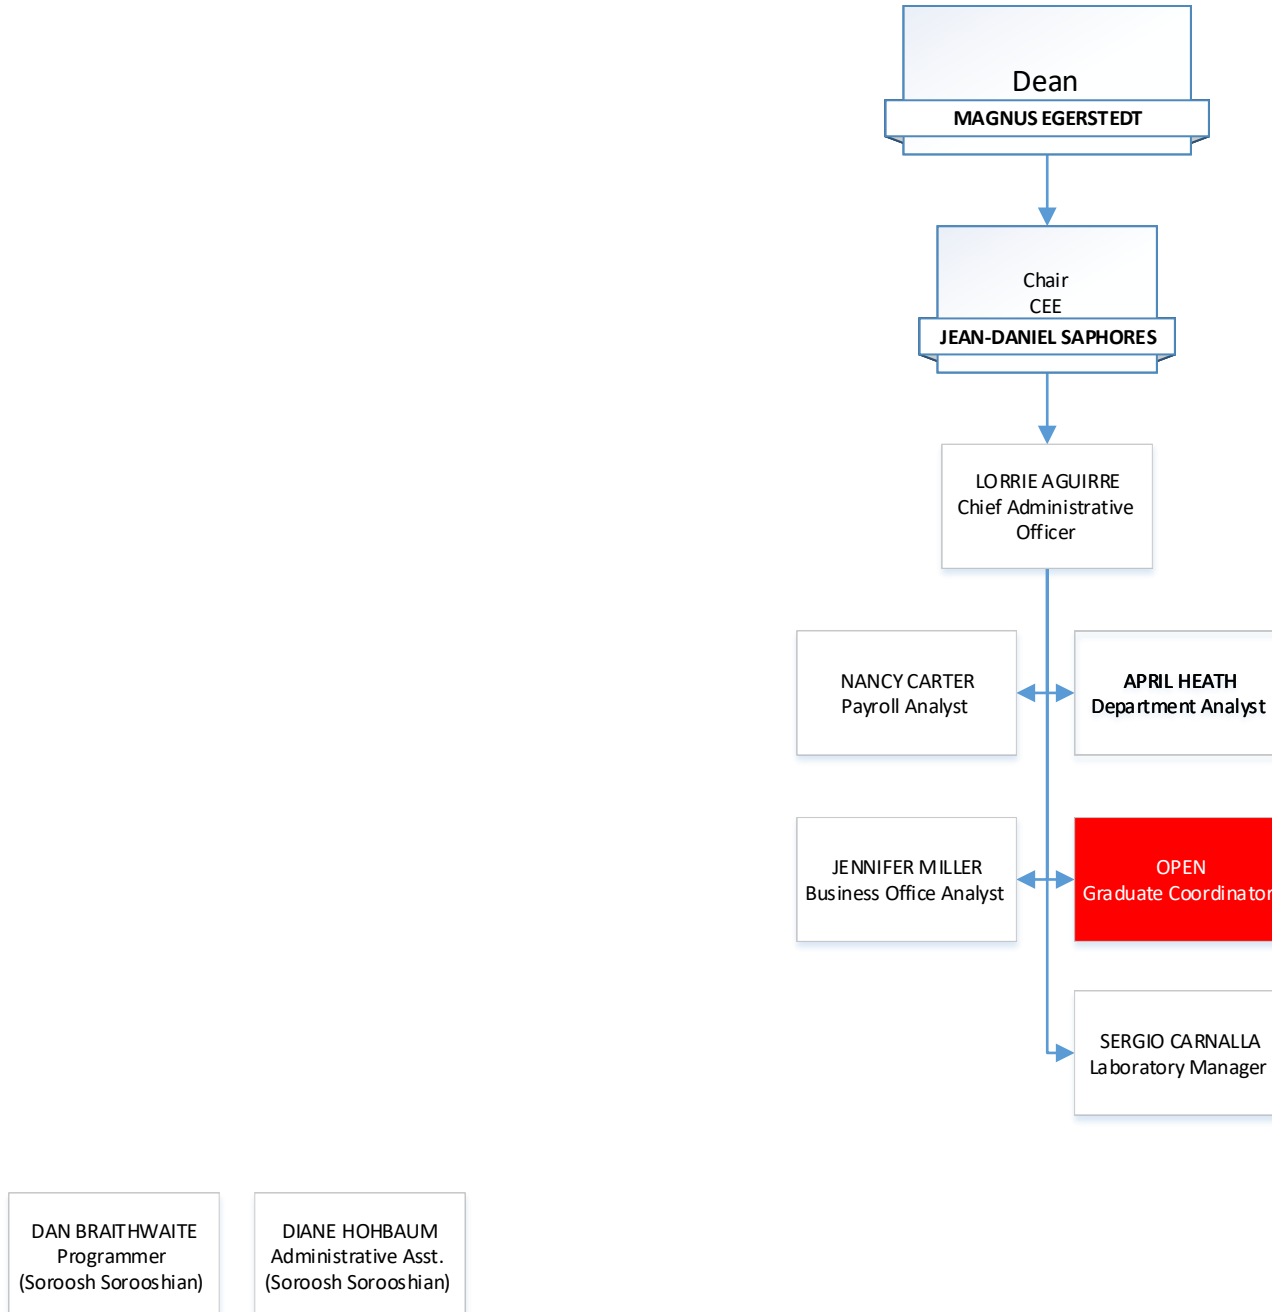 Dean
MAGNUS EGERSTEDT
Chair
CEE
JEAN-DANIEL SAPHORES
LORRIE AGUIRRE
Chief Administrative
Officer
NANCY CARTER
Payroll Analyst
APRIL HEATH
Department Analyst
JENNIFER MILLER
Business Office Analyst
OPEN
Graduate Coordinator
SERGIO CARNALLA
Laboratory Manager
DAN BRAITHWAITE
Programmer
(Soroosh Sorooshian)
DIANE HOHBAUM
Administrative Asst.
(Soroosh Sorooshian)